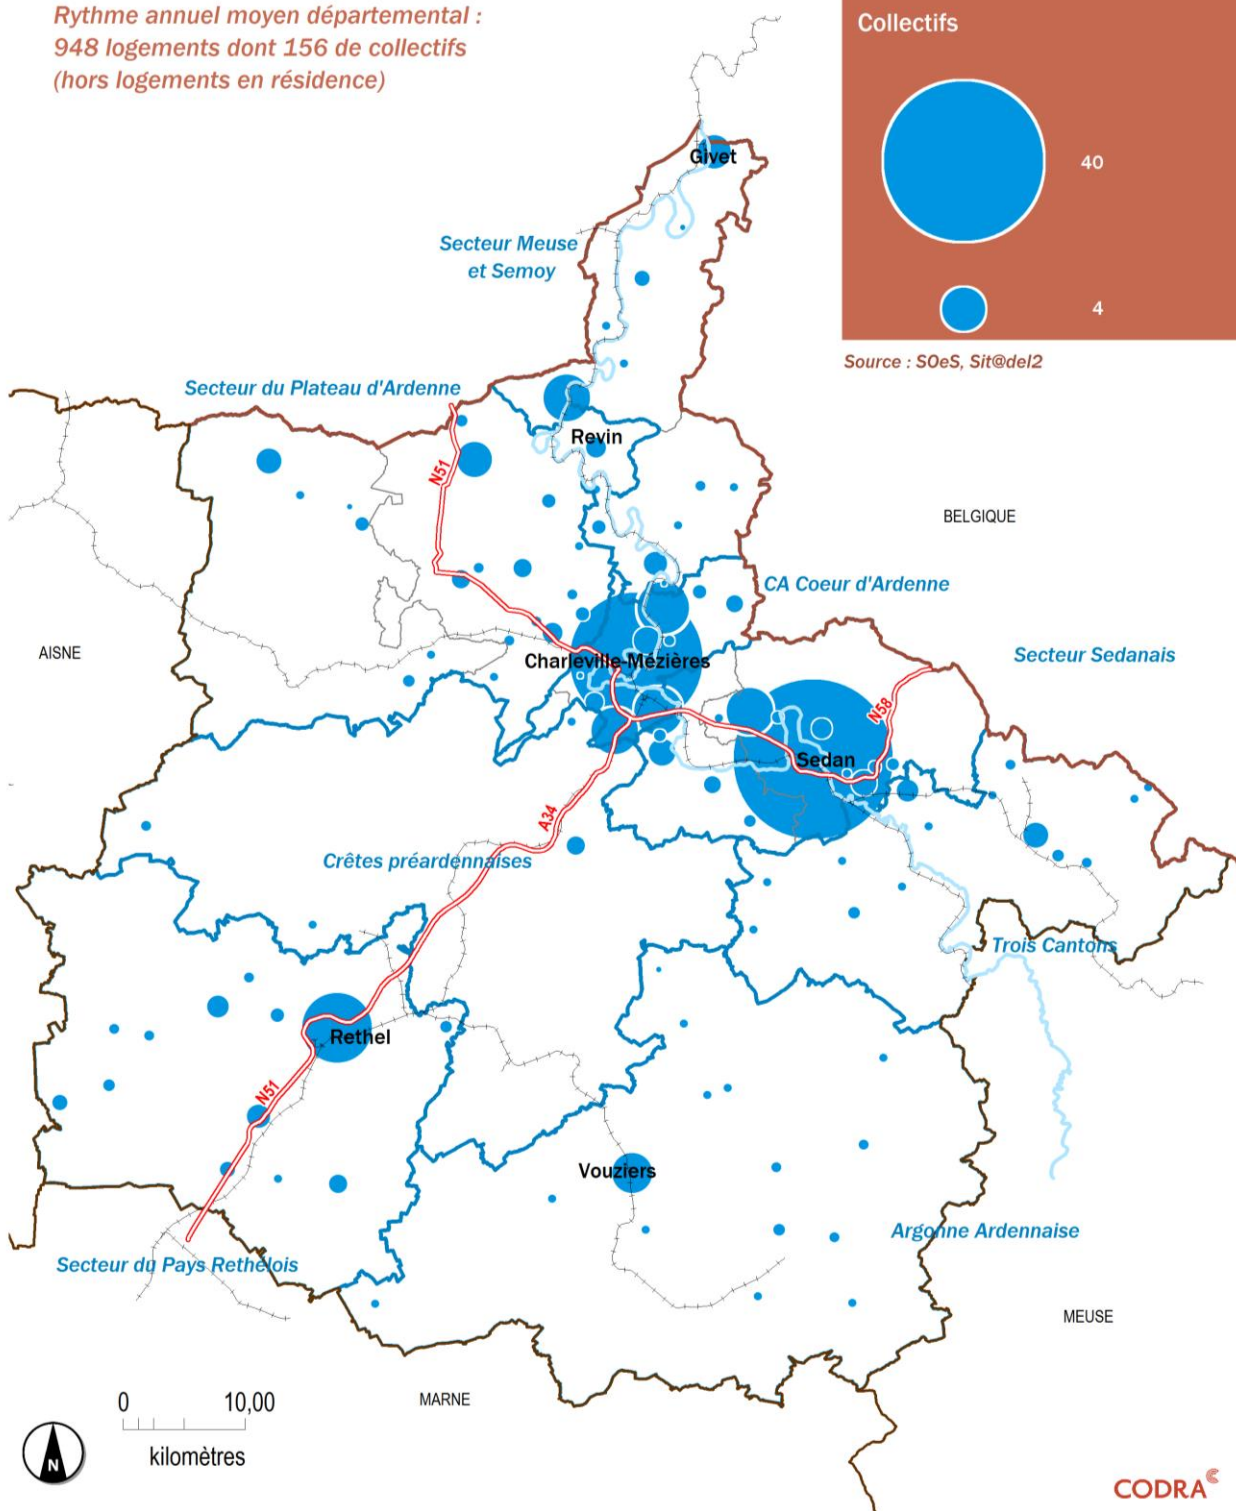 Rythme annuel moyen départemental :
948 logements dont 156 de collectifs
(hors logements en résidence)
Collectifs
40
4
Source : SOeS, Sit@del2
Givet
Secteur Meuse
et Semoy
Secteur du Plateau d'Ardenne
Revin
N51
BELGIQUE
CA Coeur d'Ardenne
AISNE
Charleville-Mézières
Secteur Sedanais
N58
Sedan
A34
Crêtes préardennaises
Trois Cantons
Rethel
N51
Vouziers
Argonne Ardennaise
Secteur du Pays Rethélois
MEUSE
MARNE
0 10,00
kilomètres
N
CODRA